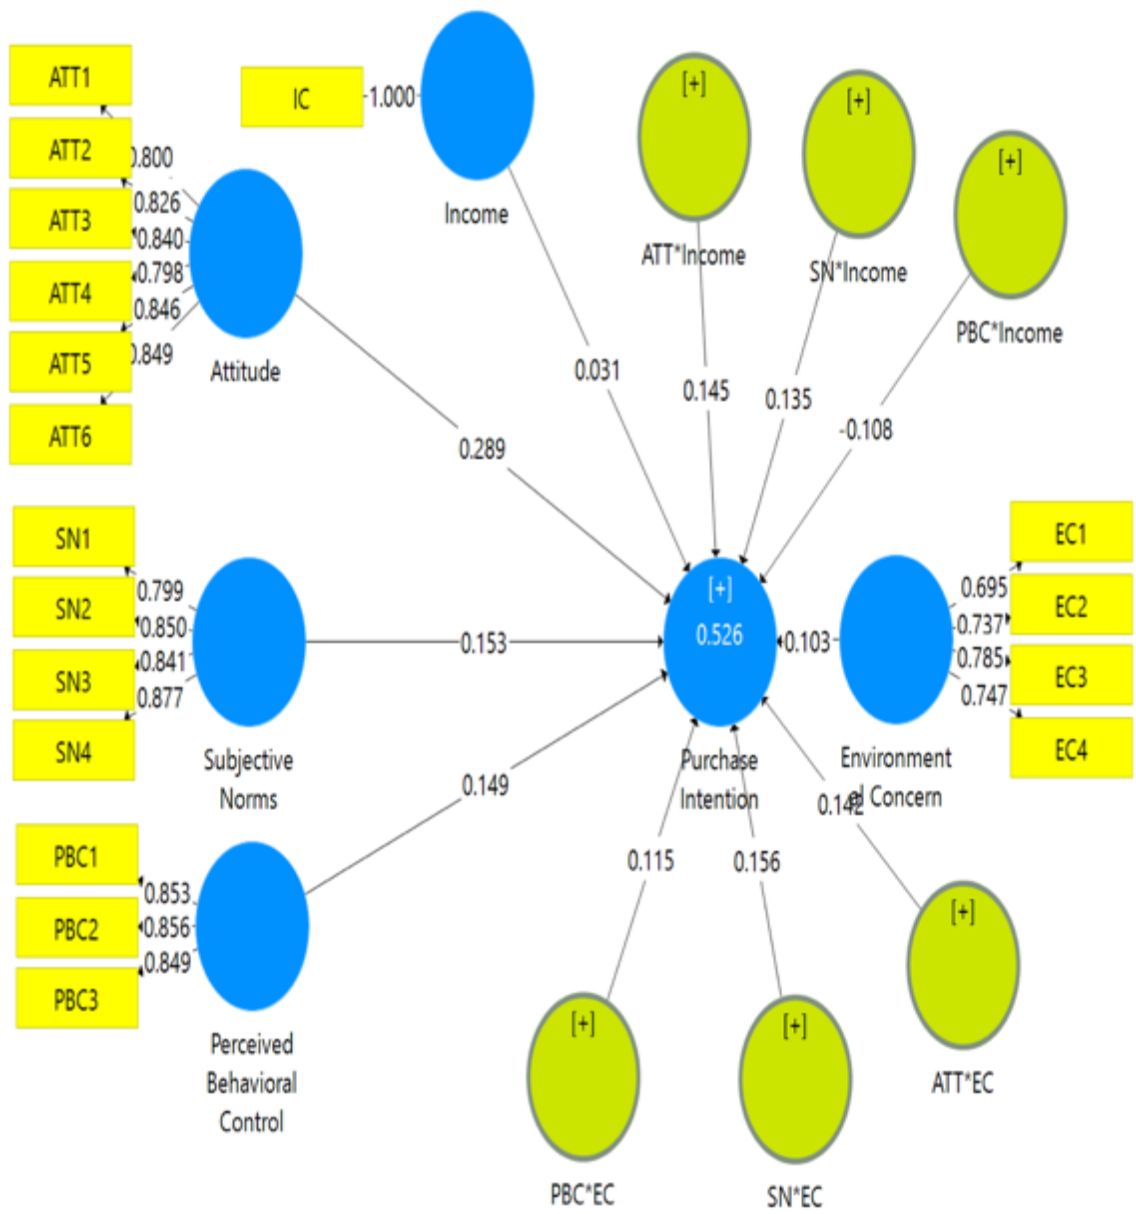 ATT1
ATT2
ATT3
ATT4
ATT5
ATT6
0.800
0.826
0.840
0.798
0.846
0.849
Attitude
IC
1.000
Income
[+]
ATT*Income
[+]
SN*Income
[+]
PBC*Income
0.031
0.145
0.135
-0.108
0.289
SN1
SN2
SN3
SN4
0.799
0.850
0.841
0.877
Subjective
Norms
0.153
[+]
0.526
Purchase
Intention
0.103
Environment
al Concern
0.695
0.737
0.785
0.747
EC1
EC2
EC3
EC4
PBC1
PBC2
PBC3
0.853
0.856
0.849
Perceived
Behavioral
Control
0.149
0.115
0.156
0.142
[+]
PBC*EC
[+]
SN*EC
[+]
ATT*EC